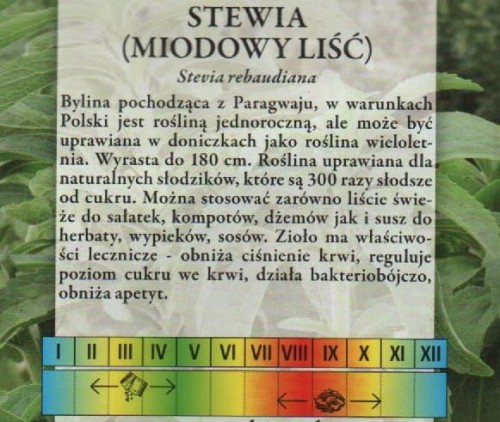 STEWIA
(MIODOWY LIŚĆ)
Stevia rebaudiana
Bylina pochodząca z Paragwaju, w warunkach
Polski jest rośliną jednoroczną, ale może być
uprawiana w doniczkach jako roślina wielolet-
nia. Wyrasta do 180 cm. Roślina uprawiana dla
naturalnych słodzików, które są 300 razy słodsze
od cukru. Można stosować zarówno liście świe-
że do sałatek, kompotów, dżemów jak i susz do
herbaty, wypieków, sosów. Zioło ma właściwo-
ści lecznicze - obniża ciśnienie krwi, reguluje
poziom cukru we krwi, działa bakteriobójczo,
obniża apetyt.
I II III IV V VI VII VIII IX X XI XII